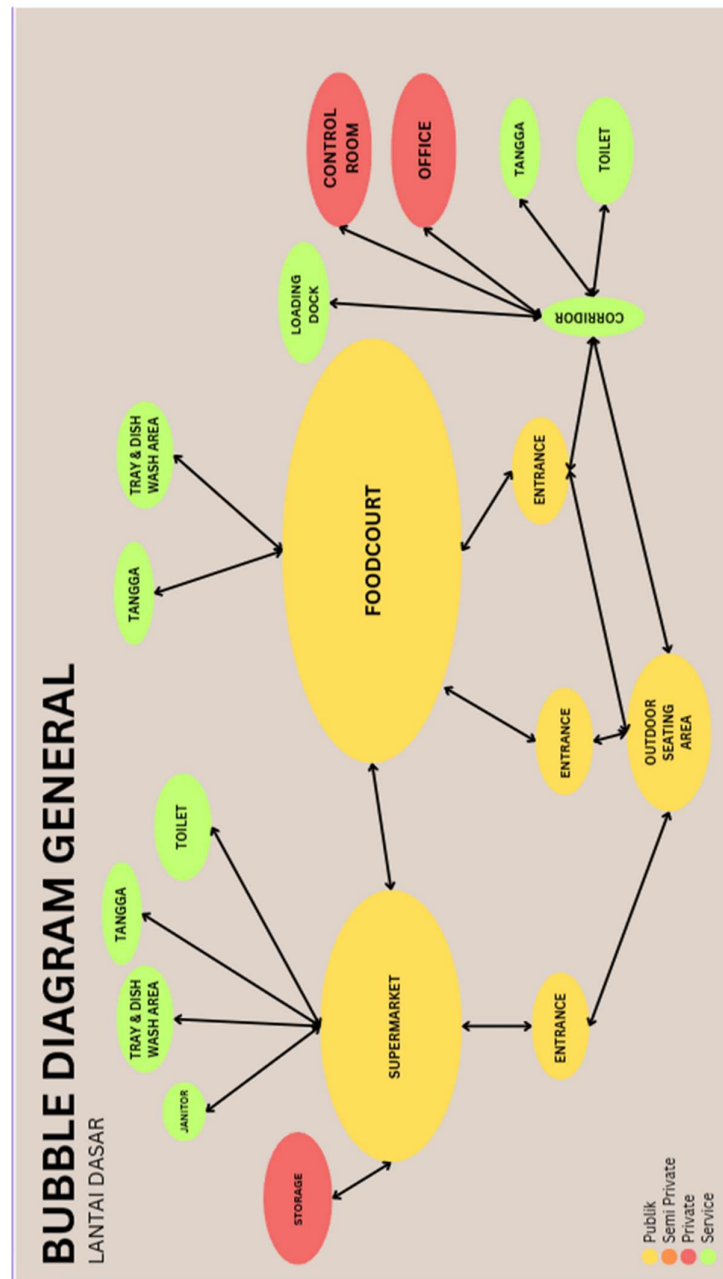 BUBBLE DIAGRAM GENERAL
LANTAI DASAR
TANGGA
TOILET
TRAY & DISH
WASH AREA
JANITOR
STORAGE
SUPERMARKET
ENTRANCE
TANGGA
TRAY & DISH
WASH AREA
FOODCOURT
ENTRANCE
ENTRANCE
OUTDOOR
SEATING
AREA
LOADING
DOCK
CONTROL
ROOM
OFFICE
TANGGA
TOILET
CORRIDOR
Publik
Semi Private
Private
Service